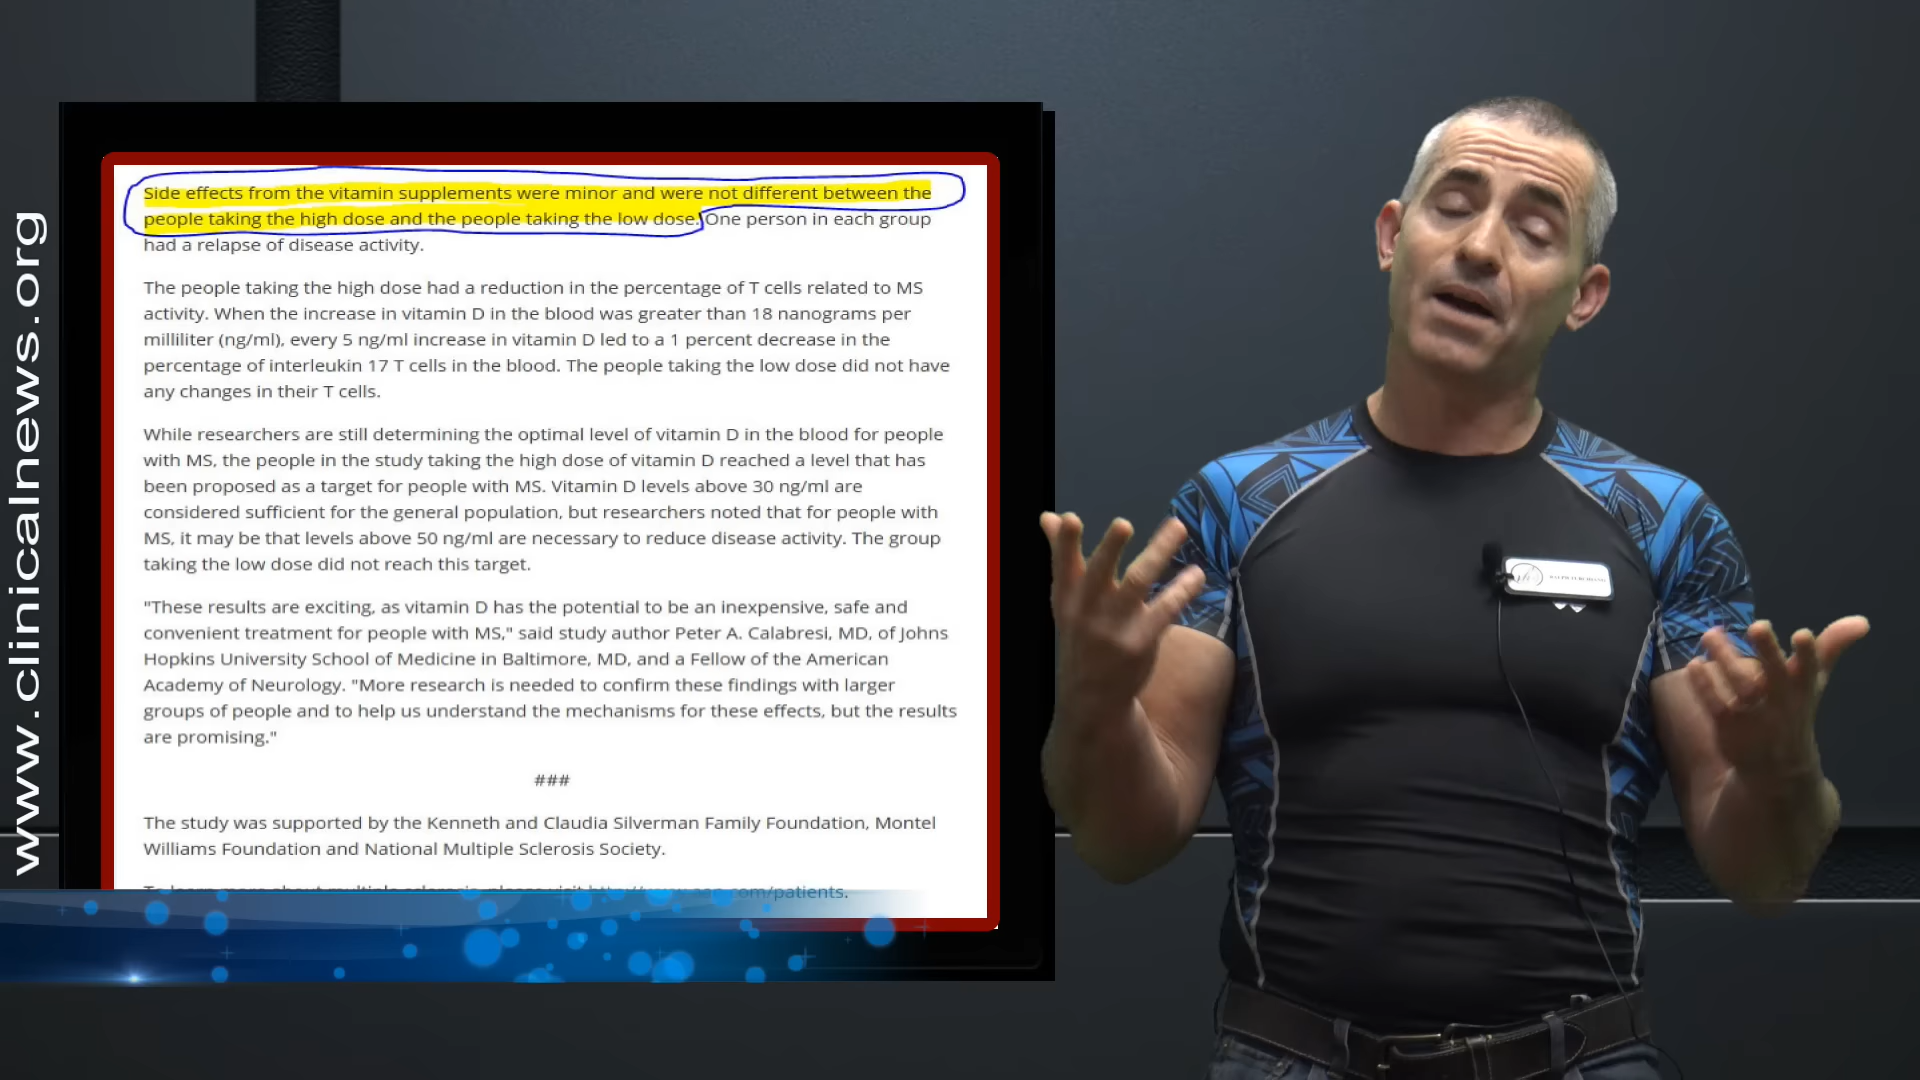 www.clinicalnews.org
Side effects from the vitamin supplements were minor and were not different between the
people taking the high dose and the people taking the low dose. One person in each group
had a relapse of disease activity.
The people taking the high dose had a reduction in the percentage of T cells related to MS
activity. When the increase in vitamin D in the blood was greater than 18 nanograms per
milliliter (ng/ml), every 5 ng/ml increase in vitamin D led to a 1 percent decrease in the
percentage of interleukin 17 T cells in the blood. The people taking the low dose did not have
any changes in their T cells.
While researchers are still determining the optimal level of vitamin D in the blood for people
with MS, the people in the study taking the high dose of vitamin D reached a level that has
been proposed as a target for people with MS. Vitamin D levels above 30 ng/ml are
considered sufficient for the general population, but researchers noted that for people with
MS, it may be that levels above 50 ng/ml are necessary to reduce disease activity. The group
taking the low dose did not reach this target.
"These results are exciting, as vitamin D has the potential to be an inexpensive, safe and
convenient treatment for people with MS," said study author Peter A. Calabresi, MD, of Johns
Hopkins University School of Medicine in Baltimore, MD, and a Fellow of the American
Academy of Neurology. "More research is needed to confirm these findings with larger
groups of people and to help us understand the mechanisms for these effects, but the results
are promising."
###
The study was supported by the Kenneth and Claudia Silverman Family Foundation, Montel
Williams Foundation and National Multiple Sclerosis Society.
To learn more about multiple sclerosis, please visit